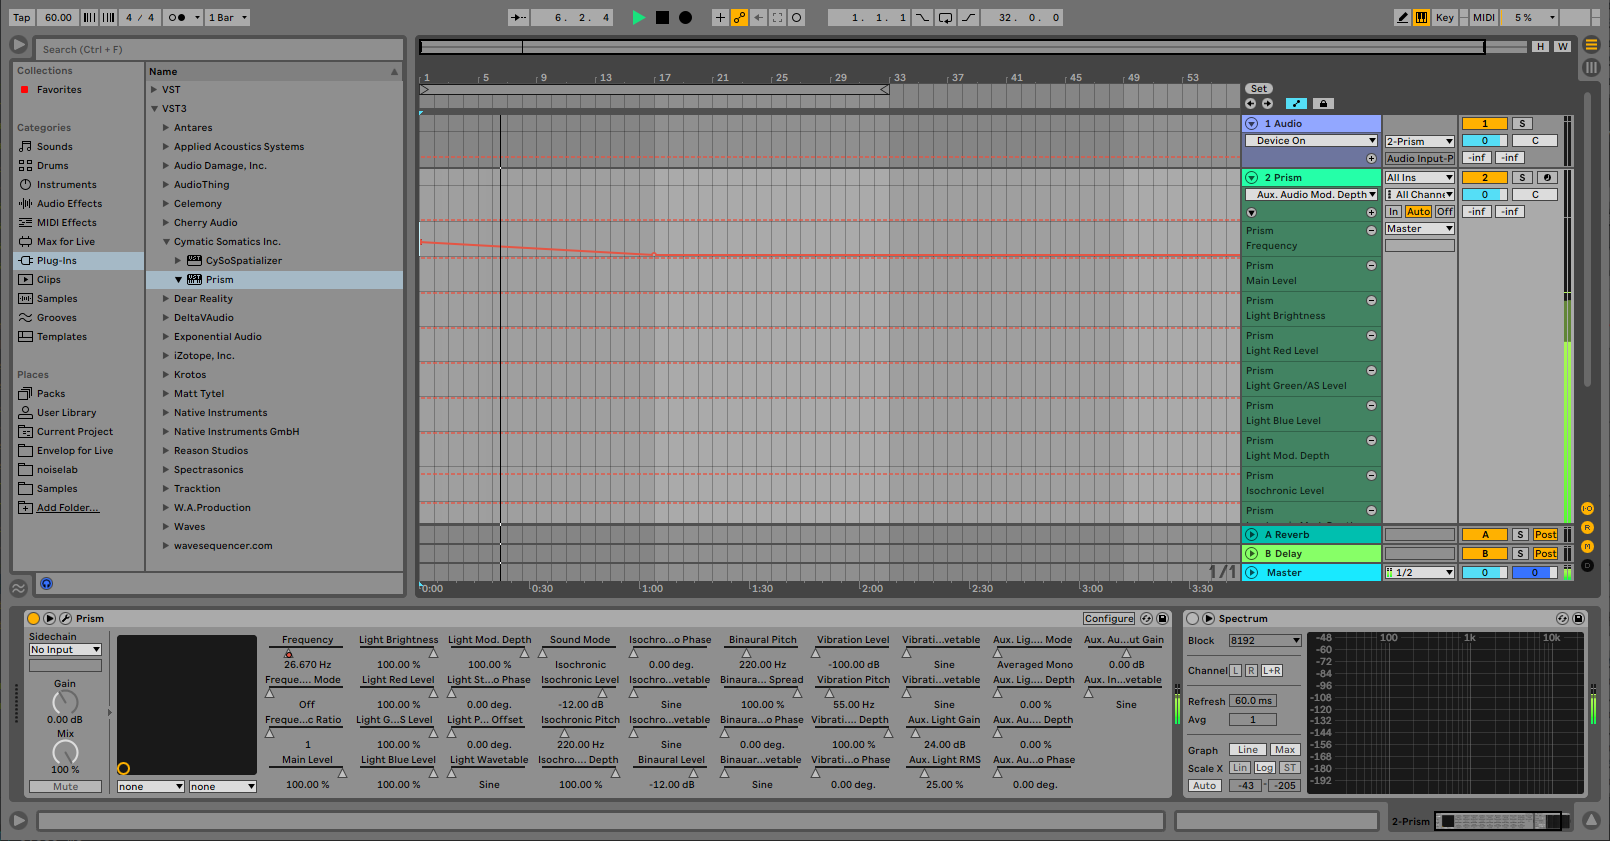 Tap 60.00 4 / 4 1 Bar 6. 2. 4 1. 1. 1 32. 0. 0 Key MIDI 5 %
Search (Ctrl + F)
H W
Collections
Favorites
Categories
Sounds
Drums
Instruments
Audio Effects
MIDI Effects
Max for Live
Plug-Ins
Clips
Samples
Grooves
Templates
Places
Packs
User Library
Current Project
Envelop for Live
noiselab
Samples
Add Folder...
Name
VST
VST3
Antares
Applied Acoustics Systems
Audio Damage, Inc.
AudioThing
Celemony
Cherry Audio
Cymatic Somatics Inc.
CySoSpatializer
Prism
Dear Reality
DeltaVAudio
Exponential Audio
iZotope, Inc.
Krotos
Matt Tytel
Native Instruments
Native Instruments GmbH
Reason Studios
Spectrasonics
Tracktion
W.A.Production
Waves
wavesequencer.com
1 5 9 13 17 21 25 29 33 37 41 45 49 53
Set
1 Audio 1 S
Device On 2-Prism 0 C
Audio Input-P -inf -inf
2 Prism All Ins 2 S
Aux. Audio Mod. Depth All Channe 0 C
In Auto Off -inf -inf
Prism Master
Frequency
Prism
Main Level
Prism
Light Brightness
Prism
Light Red Level
Prism
Light Green/AS Level
Prism
Light Blue Level
Prism
Light Mod. Depth
Prism
Isochronic Level
Prism
A Reverb A S Post
B Delay B S Post
1/1 Master 1/2 0 0
0:00 0:30 1:00 1:30 2:00 2:30 3:00 3:30
I-O
R
M
D
Prism Configure
Sidechain
No Input
Gain
0.00 dB
Mix
100 %
Mute
none none
Frequency Light Brightness Light Mod. Depth Sound Mode Isochro...o Phase Binaural Pitch Vibration Level Vibrati...vetable Aux. Lig.... Mode Aux. Au....ut Gain
26.670 Hz 100.00 % 100.00 % Isochronic 0.00 deg. 220.00 Hz -100.00 dB Sine Averaged Mono 0.00 dB
Freque.... Mode Light Red Level Light St...o Phase Isochronic Level Isochro...vetable Binaura... Spread Vibration Pitch Vibrati...vetable Aux. Lig.... Depth Aux. In...vetable
Off 100.00 % 0.00 deg. -12.00 dB Sine 100.00 % 55.00 Hz Sine 0.00 % Sine
Freque...c Ratio Light G...S Level Light P... Offset Isochronic Pitch Isochro...vetable Binaura...o Phase Vibrati.... Depth Aux. Light Gain Aux. Au.... Depth
1 100.00 % 0.00 deg. 220.00 Hz Sine 0.00 deg. 100.00 % 24.00 dB 0.00 %
Main Level Light Blue Level Light Wavetable Isochro.... Depth Binaural Level Binauar...vetable Vibrati...o Phase Aux. Light RMS Aux. Au...o Phase
100.00 % 100.00 % Sine 100.00 % -12.00 dB Sine 0.00 deg. 25.00 % 0.00 deg.
Spectrum
Block 8192
Channel L R L+R
Refresh 60.0 ms
Avg 1
Graph Line Max
Scale X Lin Log ST
Auto -43 - -205
100 1k 10k
-48
-60
-72
-84
-96
-108
-120
-132
-144
-156
-168
-180
-192
2-Prism